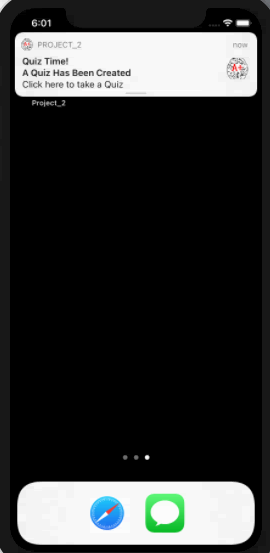 6:01
PROJECT_2
now
Quiz Time!
A Quiz Has Been Created
Click here to take a Quiz
Project_2